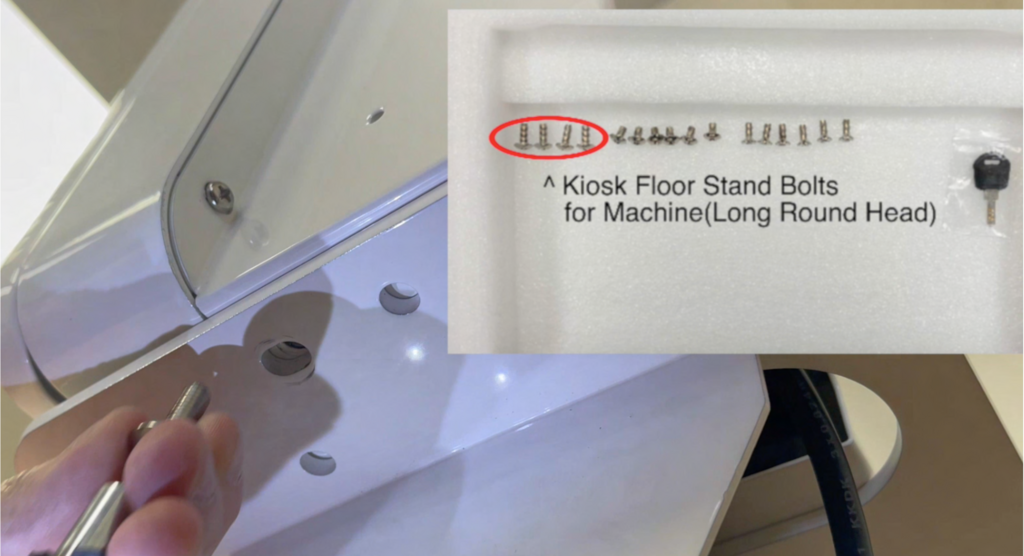 ^ Kiosk Floor Stand Bolts
for Machine(Long Round Head)